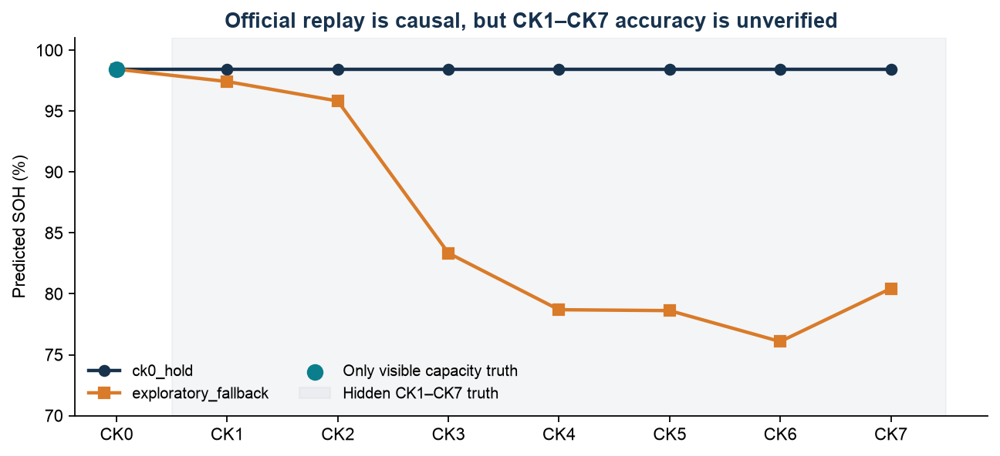 Official replay is causal, but CK1–CK7 accuracy is unverified
Predicted SOH (%)
100
95
90
85
80
75
70
ck0_hold
exploratory_fallback
Only visible capacity truth
Hidden CK1–CK7 truth
CK0 CK1 CK2 CK3 CK4 CK5 CK6 CK7